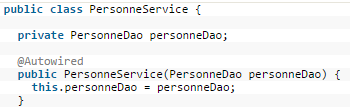 public class PersonneService {
private PersonneDao personneDao;
@Autowired
public PersonneService(PersonneDao personneDao) {
this.personneDao = personneDao;
}